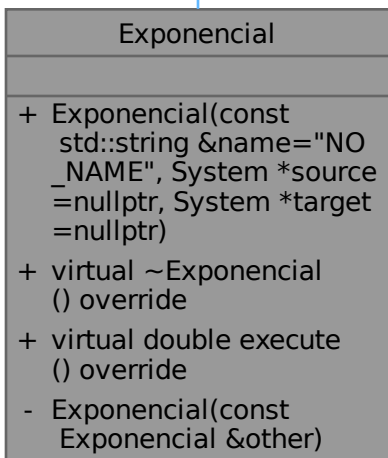 Exponencial
+ Exponencial(const
std::string &name="NO
_NAME", System *source
=nullptr, System *target
=nullptr)
+ virtual ~Exponencial
() override
+ virtual double execute
() override
- Exponencial(const
Exponencial &other)